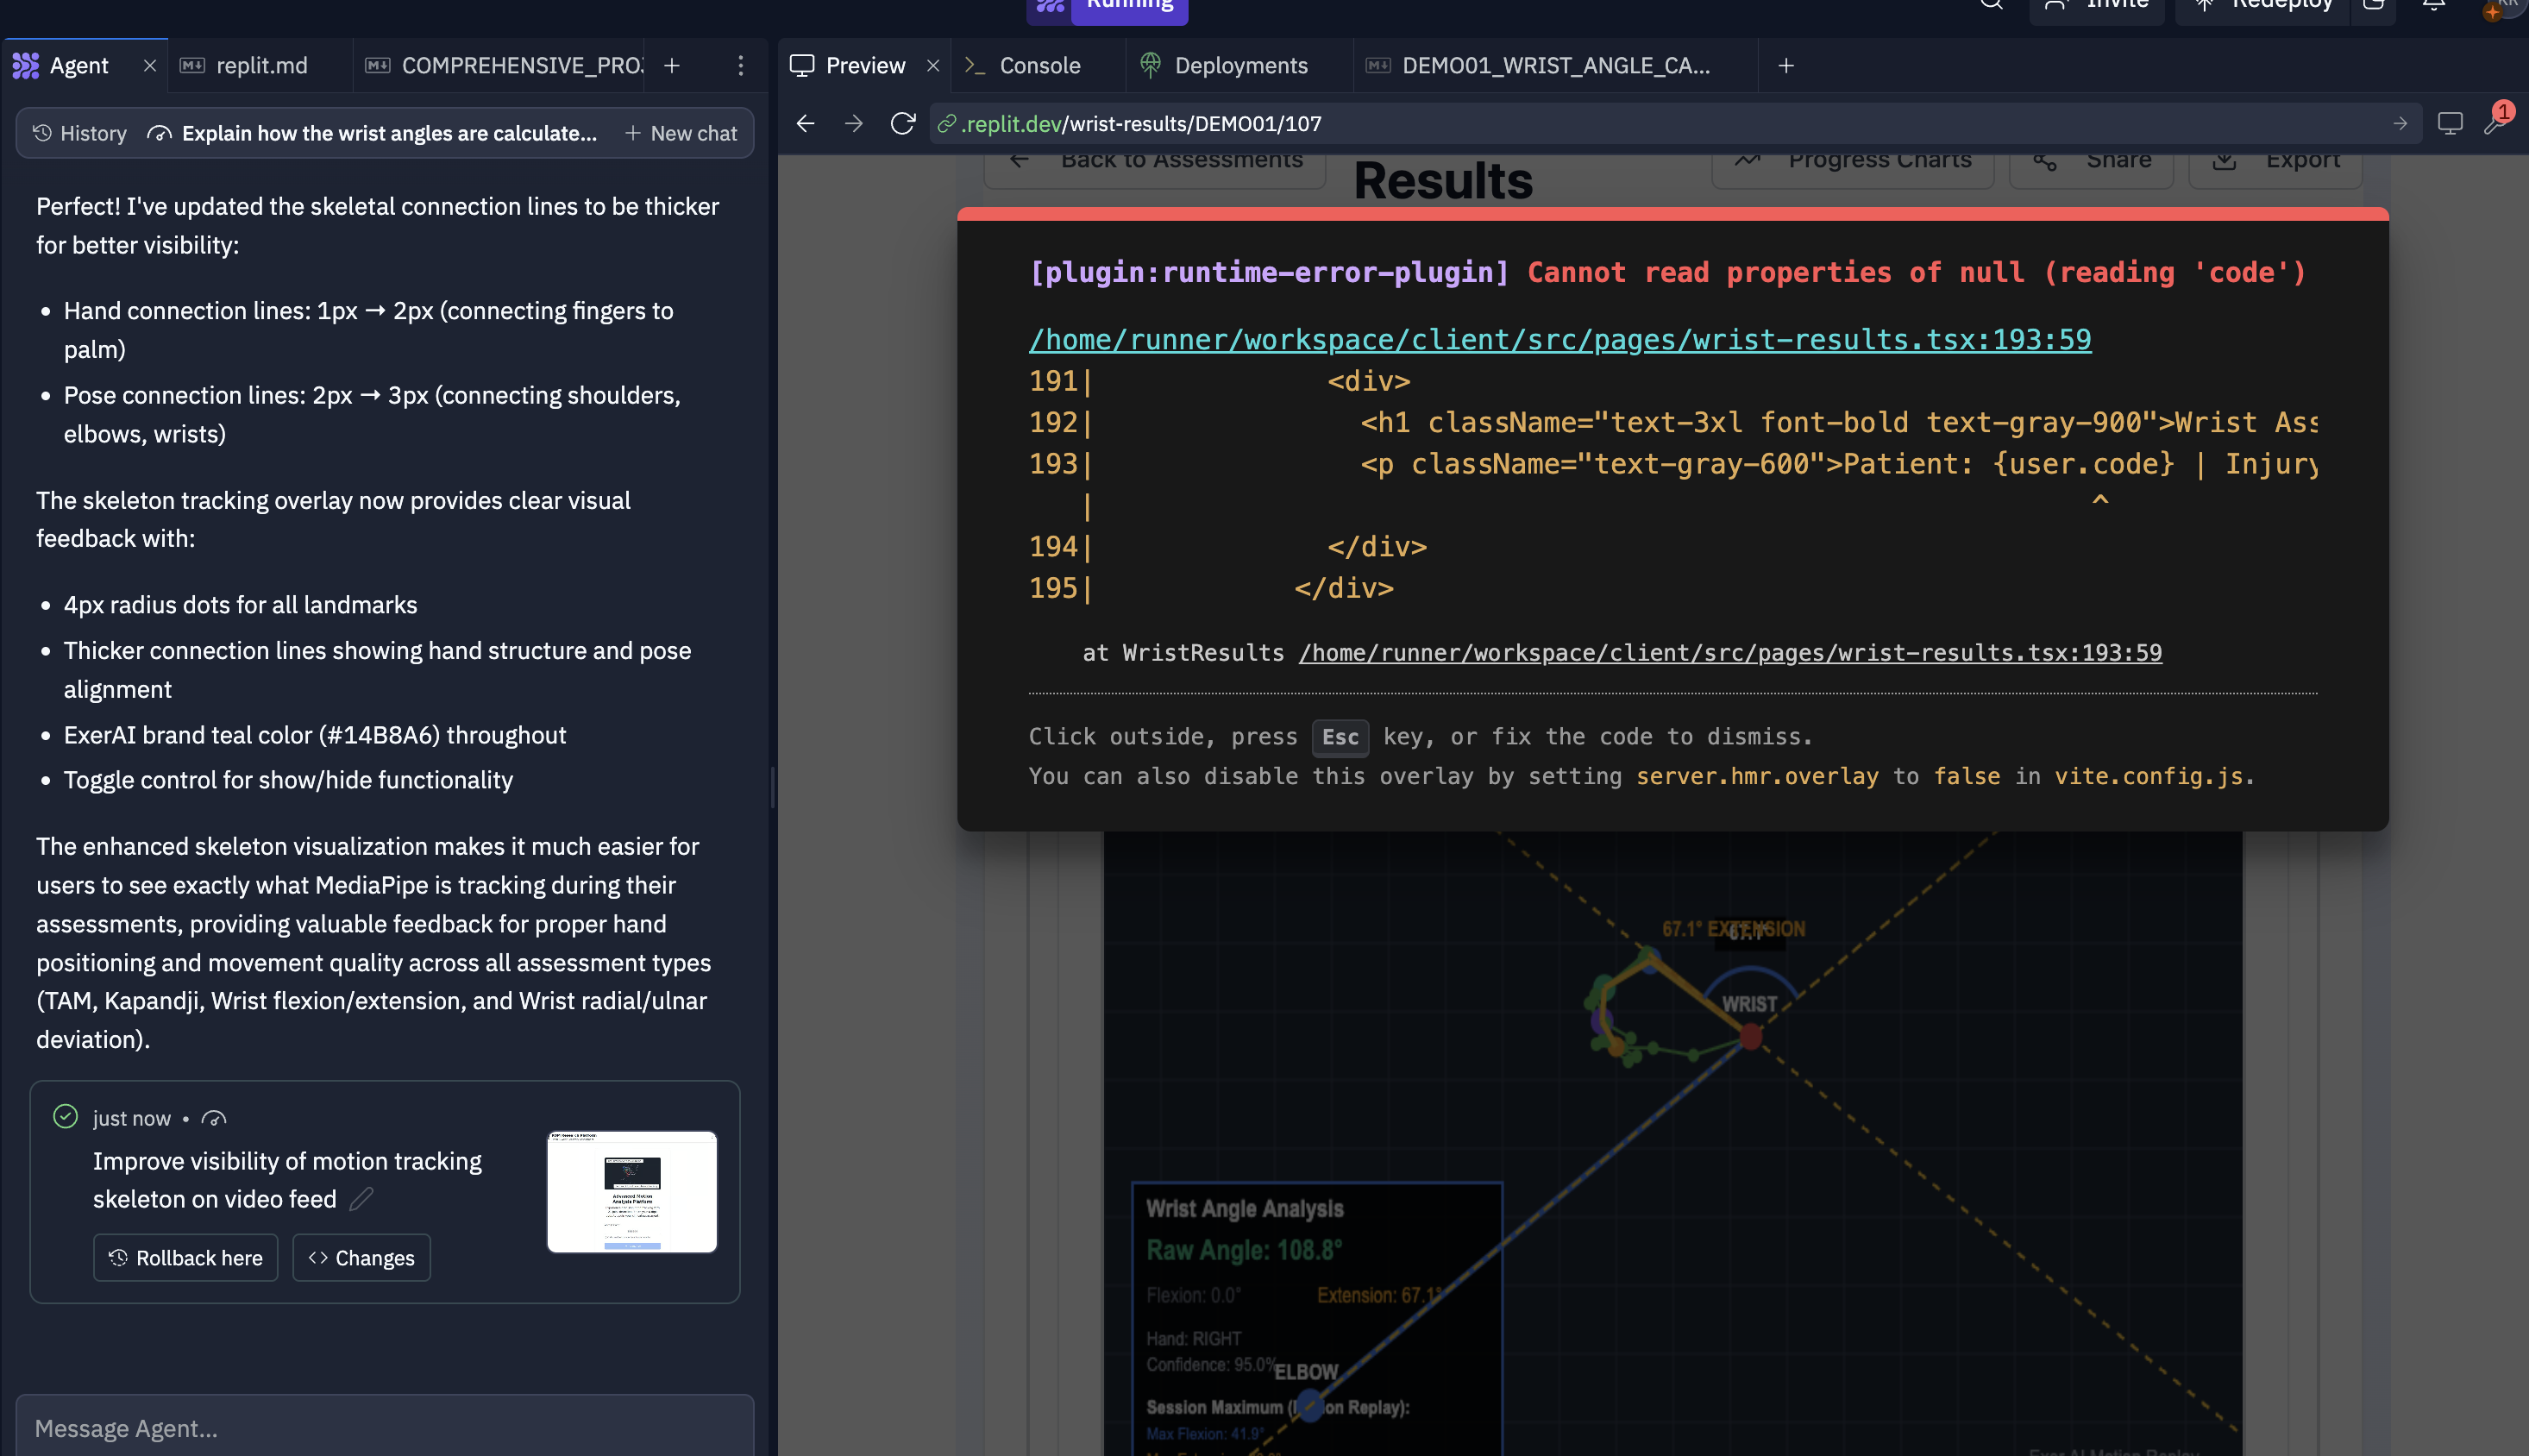 Running
Invite
Redeploy
Agent
replit.md
COMPREHENSIVE_PRO
Preview
Console
Deployments
DEMO01_WRIST_ANGLE_CA...
History
Explain how the wrist angles are calculate...
New chat
.replit.dev/wrist-results/DEMO01/107
1
Perfect! I've updated the skeletal connection lines to be thicker
for better visibility:
• Hand connection lines: 1px → 2px (connecting fingers to
palm)
• Pose connection lines: 2px → 3px (connecting shoulders,
elbows, wrists)
The skeleton tracking overlay now provides clear visual
feedback with:
• 4px radius dots for all landmarks
• Thicker connection lines showing hand structure and pose
alignment
• ExerAI brand teal color (#14B8A6) throughout
• Toggle control for show/hide functionality
The enhanced skeleton visualization makes it much easier for
users to see exactly what MediaPipe is tracking during their
assessments, providing valuable feedback for proper hand
positioning and movement quality across all assessment types
(TAM, Kapandji, Wrist flexion/extension, and Wrist radial/ulnar
deviation).
just now •
Improve visibility of motion tracking
skeleton on video feed
Rollback here
Changes
Message Agent...
Back to Assessments
Results
Progress Charts
Share
Export
[plugin:runtime-error-plugin] Cannot read properties of null (reading 'code')
/home/runner/workspace/client/src/pages/wrist-results.tsx:193:59
191|              <div>
192|                <h1 className="text-3xl font-bold text-gray-900">Wrist Ass
193|                <p className="text-gray-600">Patient: {user.code} | Injury
   |                                                           ^
194|              </div>
195|            </div>
at WristResults /home/runner/workspace/client/src/pages/wrist-results.tsx:193:59
Click outside, press Esc key, or fix the code to dismiss.
You can also disable this overlay by setting server.hmr.overlay to false in vite.config.js.
67.1° EXTENSION
67.1°
WRIST
Wrist Angle Analysis
Raw Angle: 108.8°
Flexion: 0.0°
Extension: 67.1°
Hand: RIGHT
Confidence: 95.0%
ELBOW
Session Maximum (
on Replay):
Max Flexion: 41.9°